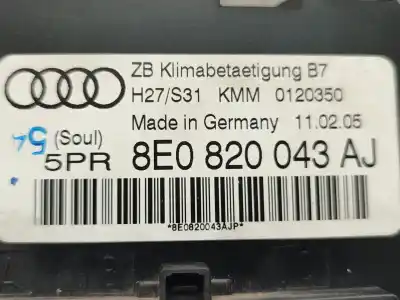 ZB Klimabetaetigung B7
H27/S31 KMM 0120350
Made in Germany 11.02.05
54 (Soul)
5PR 8E0 820 043 AJ
*8E0820043AJP*